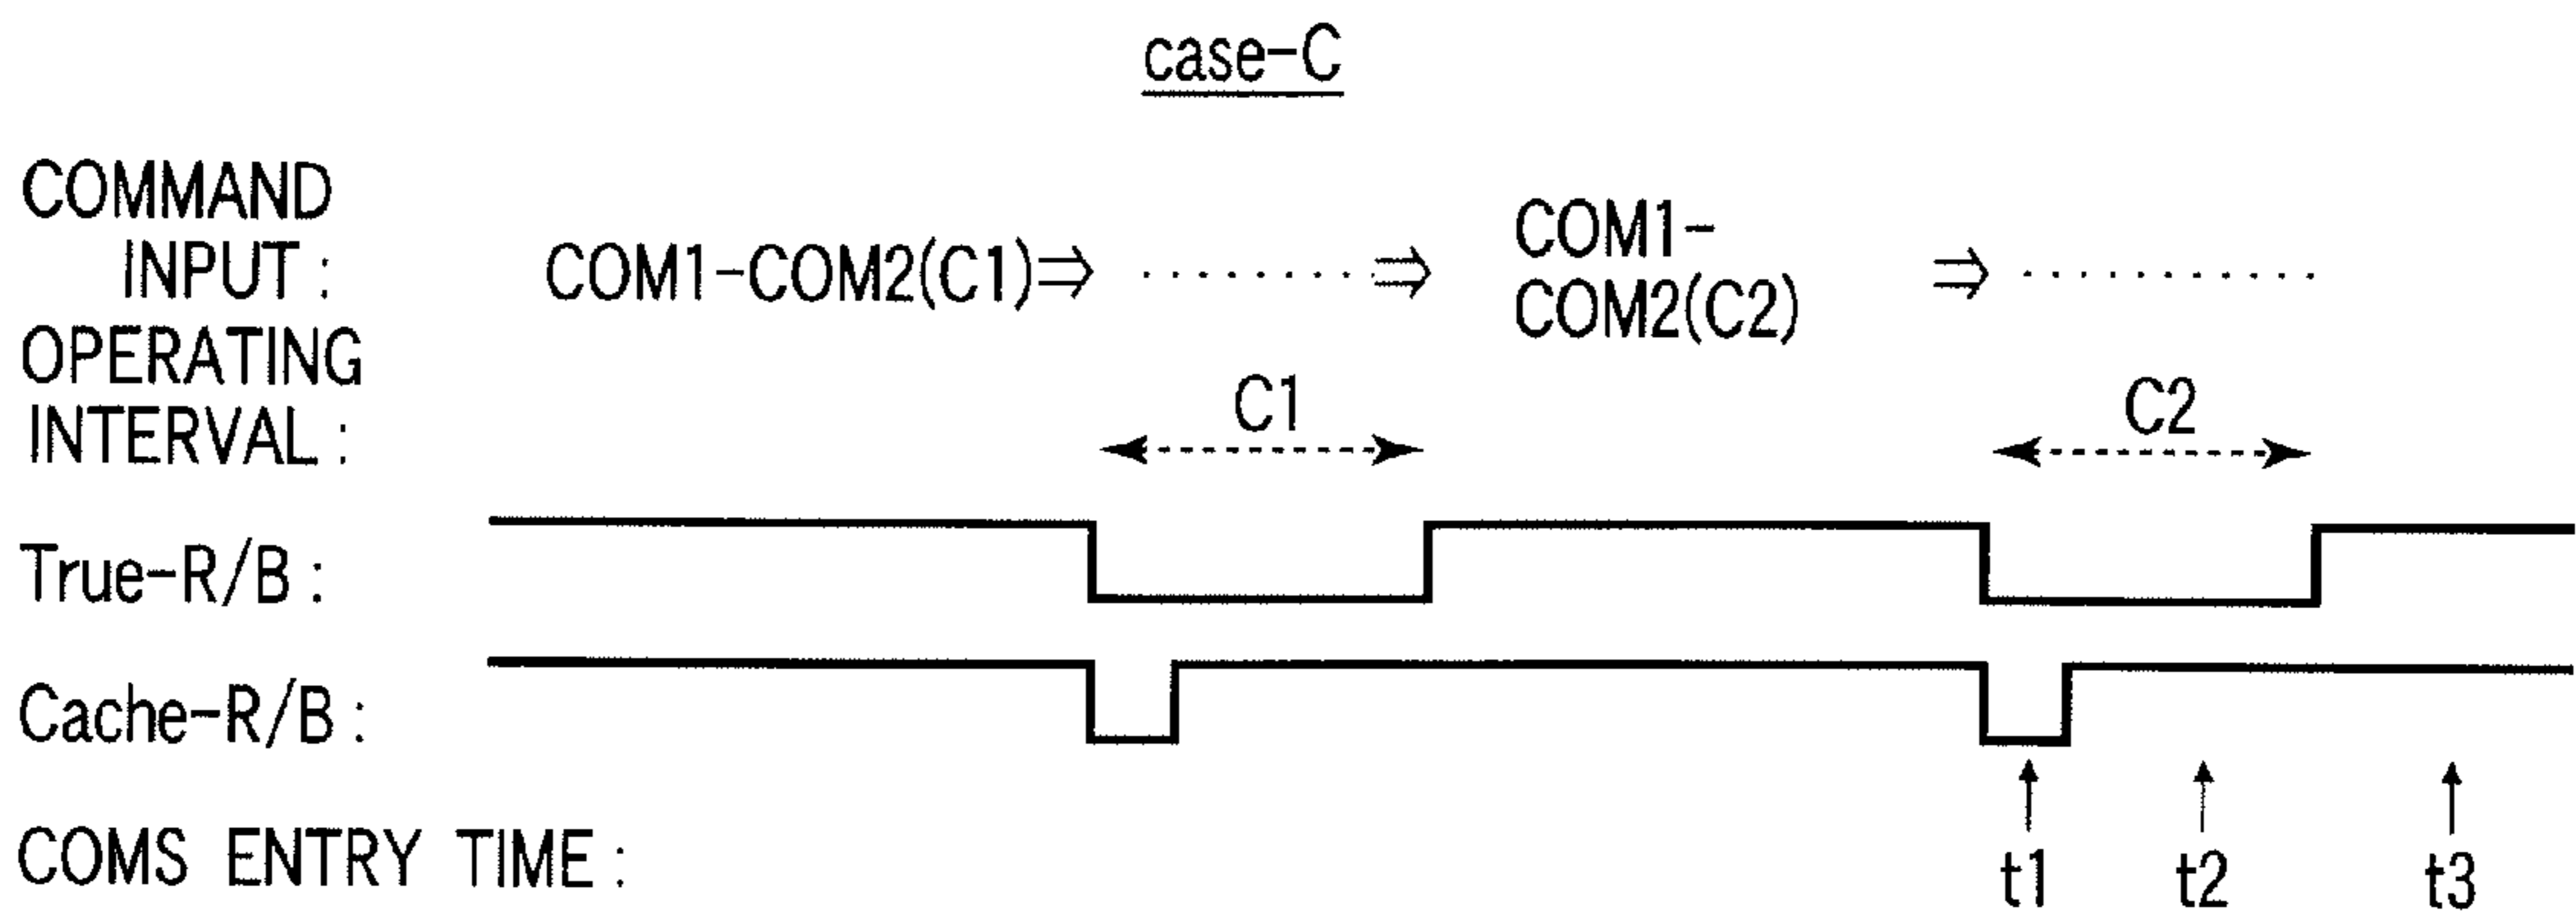 case-C
COMMAND
INPUT :
COM1-COM2(C1)⇒ ········⇒ COM1-
COM2(C2) ⇒ ···········
OPERATING
INTERVAL :
C1
C2
True-R/B :
Cache-R/B :
COMS ENTRY TIME :
t1 t2 t3